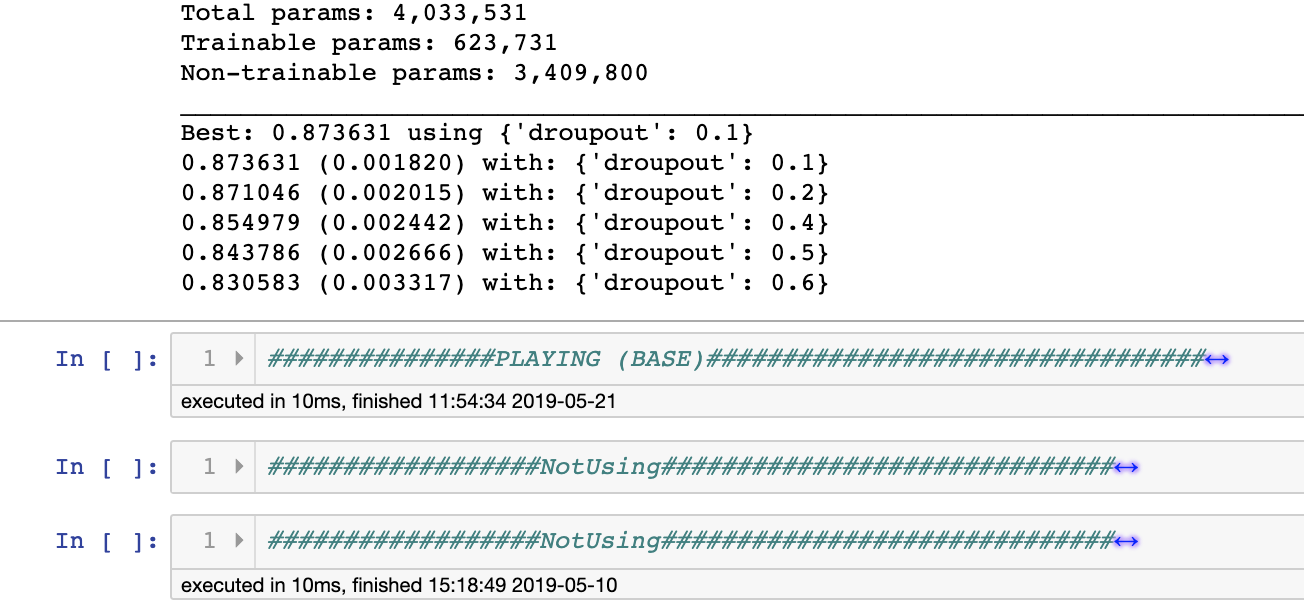 Total params: 4,033,531
Trainable params: 623,731
Non-trainable params: 3,409,800
Best: 0.873631 using {'droupout': 0.1}
0.873631 (0.001820) with: {'droupout': 0.1}
0.871046 (0.002015) with: {'droupout': 0.2}
0.854979 (0.002442) with: {'droupout': 0.4}
0.843786 (0.002666) with: {'droupout': 0.5}
0.830583 (0.003317) with: {'droupout': 0.6}
In [ ]: 1 ###############PLAYING (BASE)#################################↔
executed in 10ms, finished 11:54:34 2019-05-21
In [ ]: 1 ##################NotUsing##############################↔
In [ ]: 1 ##################NotUsing##############################↔
executed in 10ms, finished 15:18:49 2019-05-10